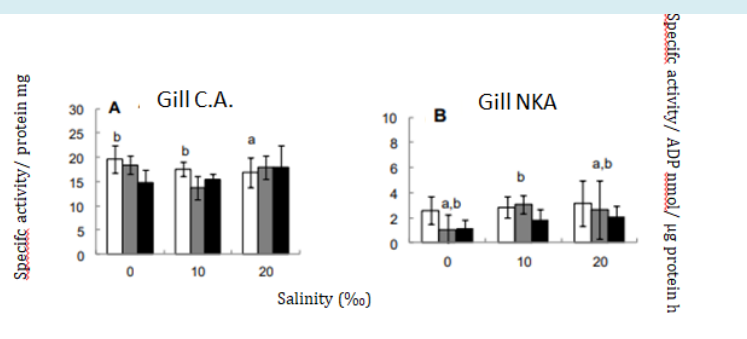 Specifc activity/protein mg
A
Gill C.A.
30
25
20
15
10
5
0
b
b
a
0 10 20
Salinity (‰)
B
Gill NKA
10
8
6
4
2
0
a,b
b
a,b
0 10 20
Specifc activity/ ADP nmol/ µg protein h